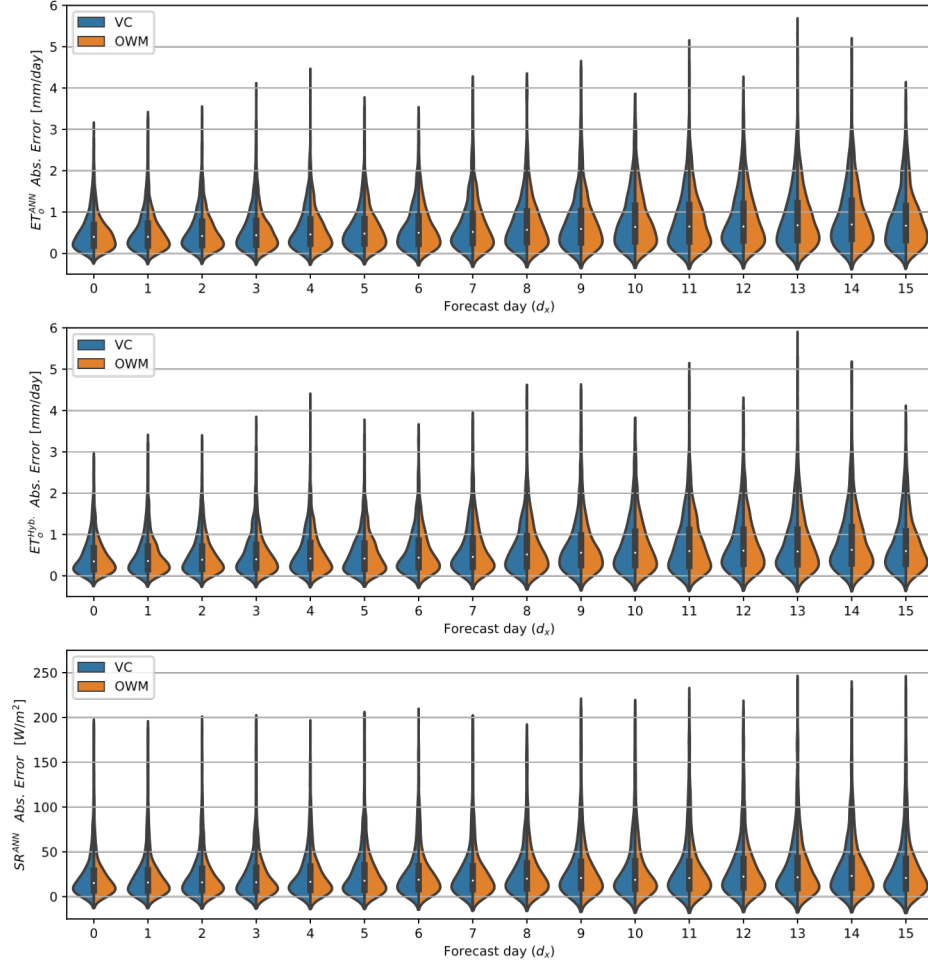 6
5
4
3
2
1
0
ET_o^ANN Abs. Error [mm/day]
VC
OWM
0 1 2 3 4 5 6 7 8 9 10 11 12 13 14 15
Forecast day (d_x)
6
5
4
3
2
1
0
ET_o^Hyb. Abs. Error [mm/day]
VC
OWM
0 1 2 3 4 5 6 7 8 9 10 11 12 13 14 15
Forecast day (d_x)
250
200
150
100
50
0
SR^ANN Abs. Error [W/m²]
VC
OWM
0 1 2 3 4 5 6 7 8 9 10 11 12 13 14 15
Forecast day (d_x)